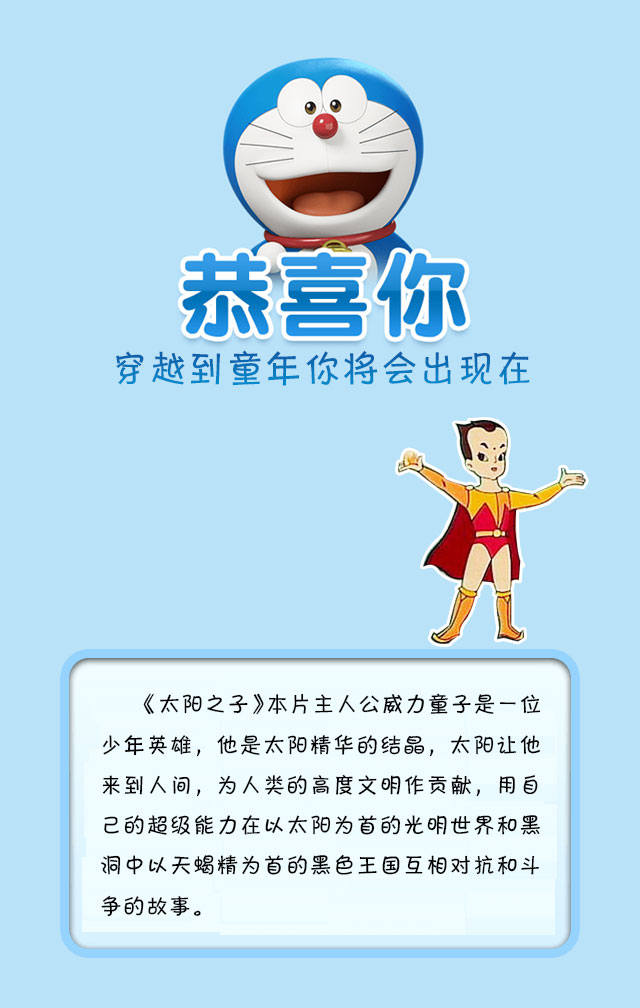 恭喜你
穿越到童年你将会出现在
《太阳之子》本片主人公威力童子是一位
少年英雄，他是太阳精华的结晶，太阳让他
来到人间，为人类的高度文明作贡献，用自
己的超级能力在以太阳为首的光明世界和黑
洞中以天蝎精为首的黑色王国互相对抗和斗
争的故事。